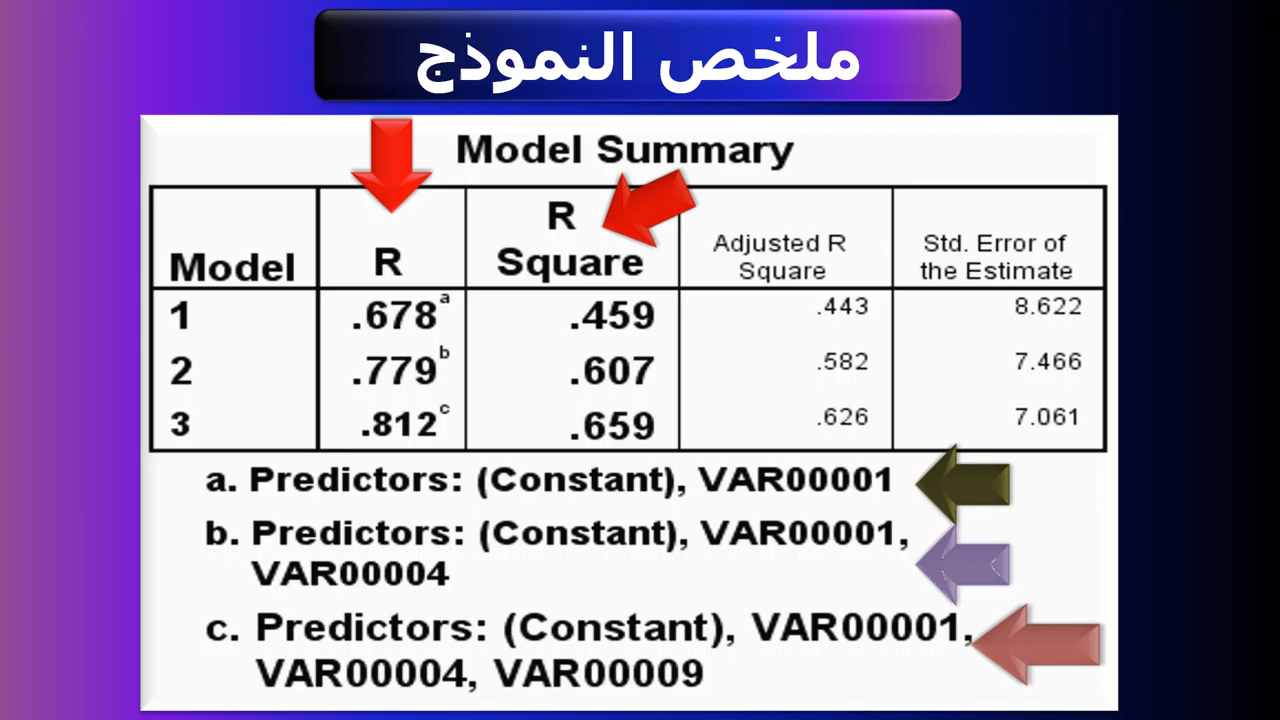 ملخص النموذج
Model Summary
Model R R Square Adjusted R Square Std. Error of the Estimate
1 .678a .459 .443 8.622
2 .779b .607 .582 7.466
3 .812c .659 .626 7.061
a. Predictors: (Constant), VAR00001
b. Predictors: (Constant), VAR00001,
VAR00004
c. Predictors: (Constant), VAR00001,
VAR00004, VAR00009